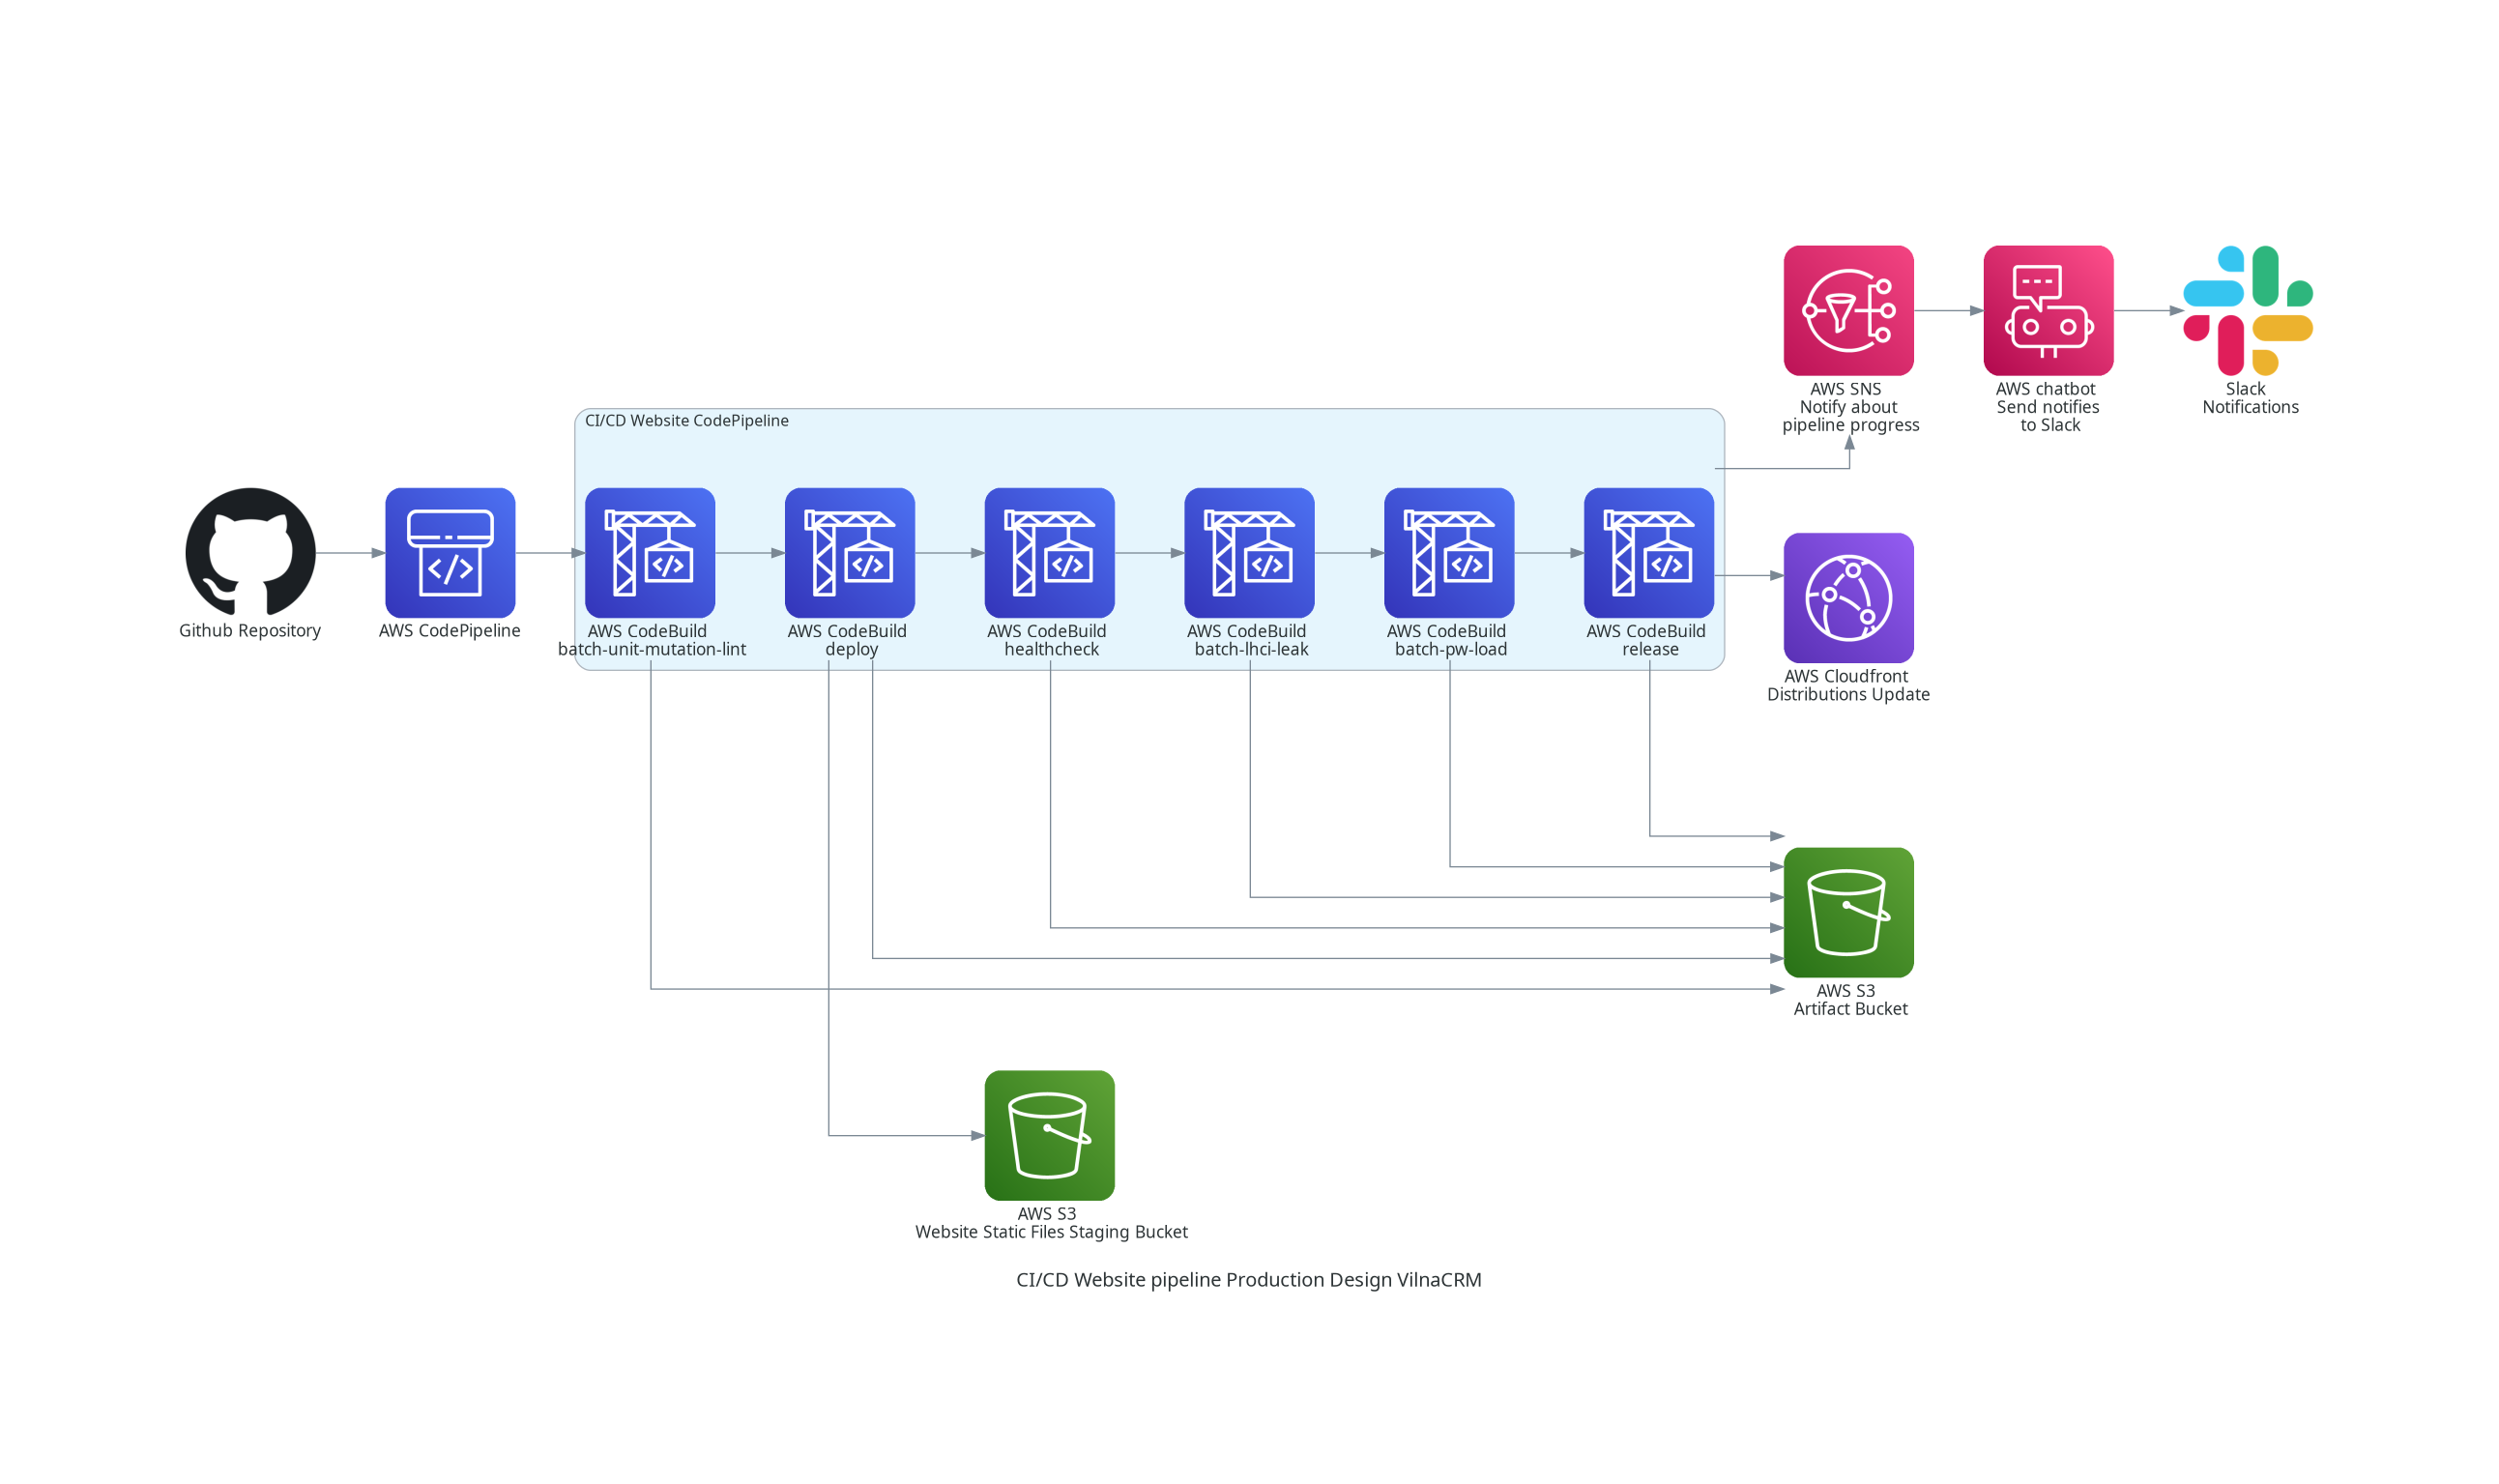 AWS SNS
Notify about
pipeline progress
AWS chatbot
Send notifies
to Slack
Slack
Notifications
CI/CD Website CodePipeline
Github Repository
AWS CodePipeline
AWS CodeBuild
batch-unit-mutation-lint
AWS CodeBuild
deploy
AWS CodeBuild
healthcheck
AWS CodeBuild
batch-lhci-leak
AWS CodeBuild
batch-pw-load
AWS CodeBuild
release
AWS Cloudfront
Distributions Update
AWS S3
Artifact Bucket
AWS S3
Website Static Files Staging Bucket
CI/CD Website pipeline Production Design VilnaCRM